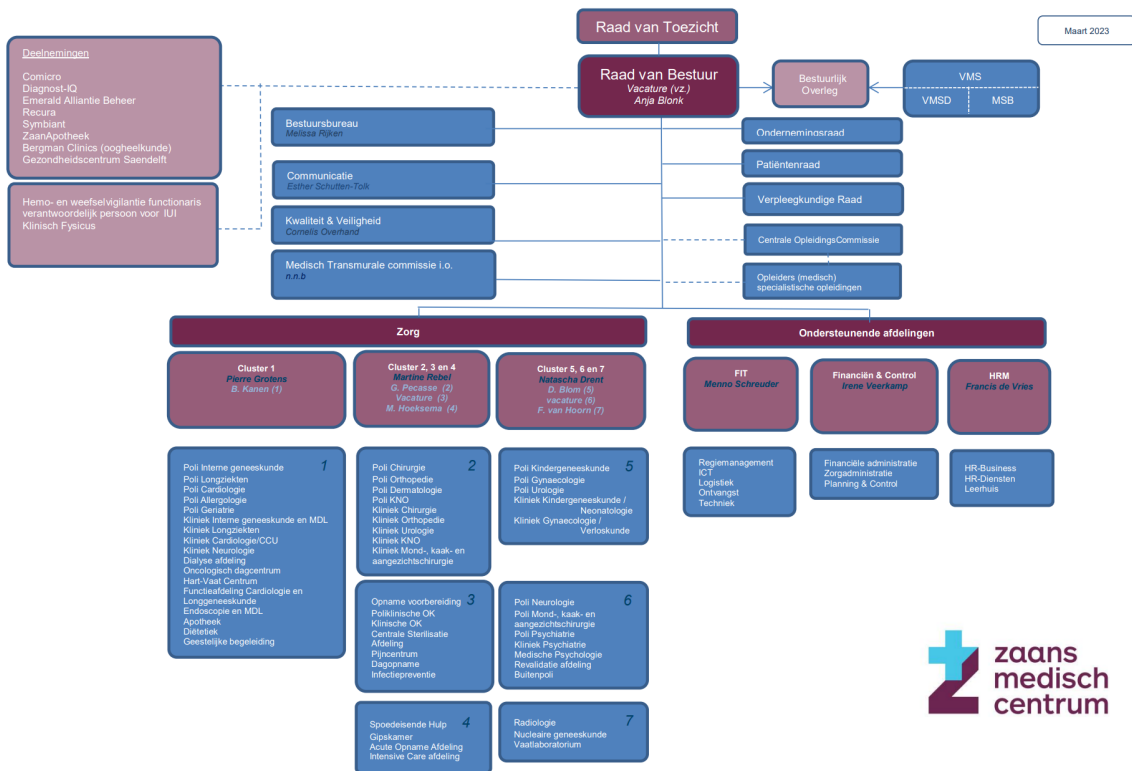 Raad van Toezicht
Maart 2023
Deelnemingen
Comicro
Diagnost-IQ
Emerald Alliantie Beheer
Recura
Symbiant
ZaanApotheek
Bergman Clinics (oogheelkunde)
Gezondheidscentrum Saendelft
Raad van Bestuur
Vacature (vz.)
Anja Blonk
Bestuurlijk
Overleg
VMS
VMSD
MSB
Hemo- en weefselvigilantie functionaris
verantwoordelijk persoon voor IUI
Klinisch Fysicus
Bestuursbureau
Melissa Rijken
Communicatie
Esther Schutten-Tolk
Kwaliteit & Veiligheid
Cornelis Overhand
Medisch Transmurale commissie i.o.
n.n.b
Ondernemingsraad
Patiëntenraad
Verpleegkundige Raad
Centrale OpleidingsCommissie
Opleiders (medisch)
specialistische opleidingen
Zorg
Ondersteunende afdelingen
Cluster 1
Pierre Grotens
B. Kanen (1)
Cluster 2, 3 en 4
Martine Rebel
G. Pecasse (2)
Vacature (3)
M. Hoeksema (4)
Cluster 5, 6 en 7
Natascha Drent
D. Blom (5)
vacature (6)
F. van Hoorn (7)
FIT
Menno Schreuder
Financiën & Control
Irene Veerkamp
HRM
Francis de Vries
1
Poli Interne geneeskunde
Poli Longziekten
Poli Cardiologie
Poli Allergologie
Poli Geriatrie
Kliniek Interne geneeskunde en MDL
Kliniek Longziekten
Kliniek Cardiologie/CCU
Kliniek Neurologie
Dialyse afdeling
Oncologisch dagcentrum
Hart-Vaat Centrum
Functieafdeling Cardiologie en
Longgeneeskunde
Endoscopie en MDL
Apotheek
Diëtetiek
Geestelijke begeleiding
2
Poli Chirurgie
Poli Orthopedie
Poli Dermatologie
Poli KNO
Kliniek Chirurgie
Kliniek Orthopedie
Kliniek Urologie
Kliniek KNO
Kliniek Mond-, kaak- en
aangezichtschirurgie
3
Opname voorbereiding
Poliklinische OK
Klinische OK
Centrale Sterilisatie
Afdeling
Pijncentrum
Dagopname
Infectiepreventie
4
Spoedeisende Hulp
Gipskamer
Acute Opname Afdeling
Intensive Care afdeling
5
Poli Kindergeneeskunde
Poli Gynaecologie
Poli Urologie
Kliniek Kindergeneeskunde /
Neonatologie
Kliniek Gynaecologie /
Verloskunde
6
Poli Neurologie
Poli Mond-, kaak- en
aangezichtschirurgie
Poli Psychiatrie
Kliniek Psychiatrie
Medische Psychologie
Revalidatie afdeling
Buitenpoli
7
Radiologie
Nucleaire geneeskunde
Vaatlaboratorium
Regiemanagement
ICT
Logistiek
Ontvangst
Techniek
Financiële administratie
Zorgadministratie
Planning & Control
HR-Business
HR-Diensten
Leerhuis
zaans
medisch
centrum